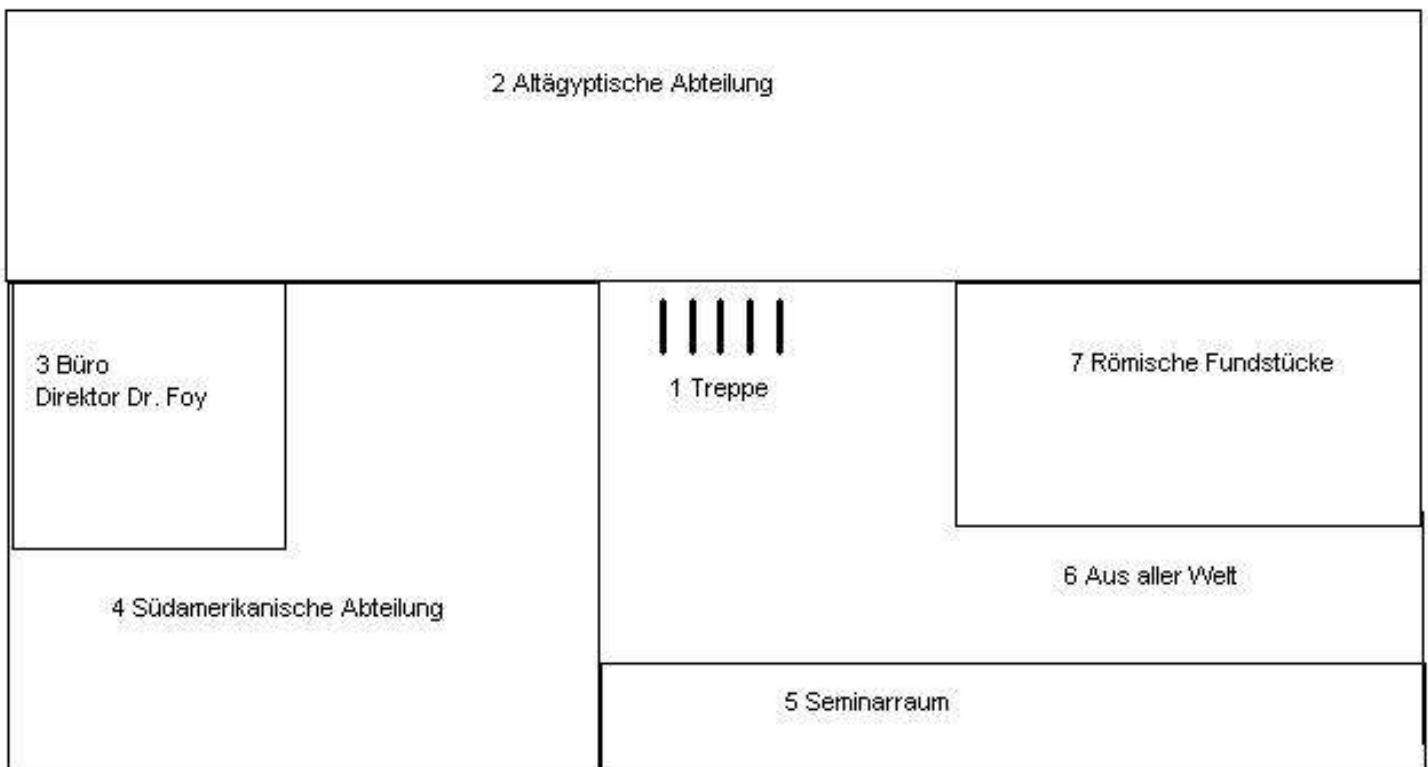 2 Altägyptische Abteilung
3 Büro
Direktor Dr. Foy
1 Treppe
7 Römische Fundstücke
4 Südamerikanische Abteilung
6 Aus aller Welt
5 Seminarraum